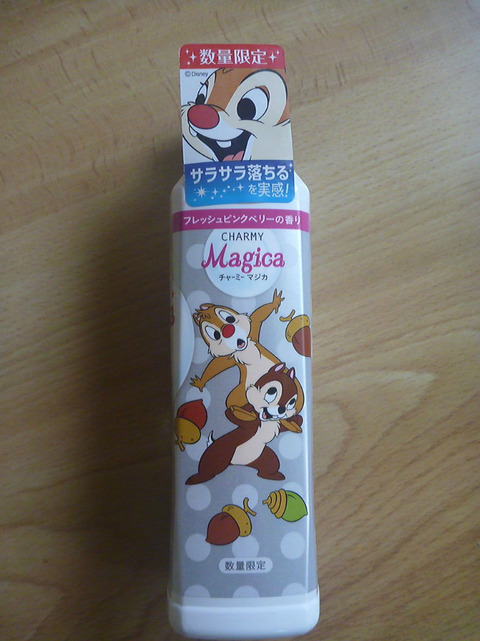 数量限定
©Disney
サラサラ落ちる
を実感!
フレッシュピンクベリーの香り
CHARMY
Magica
チャーミー マジカ
数量限定